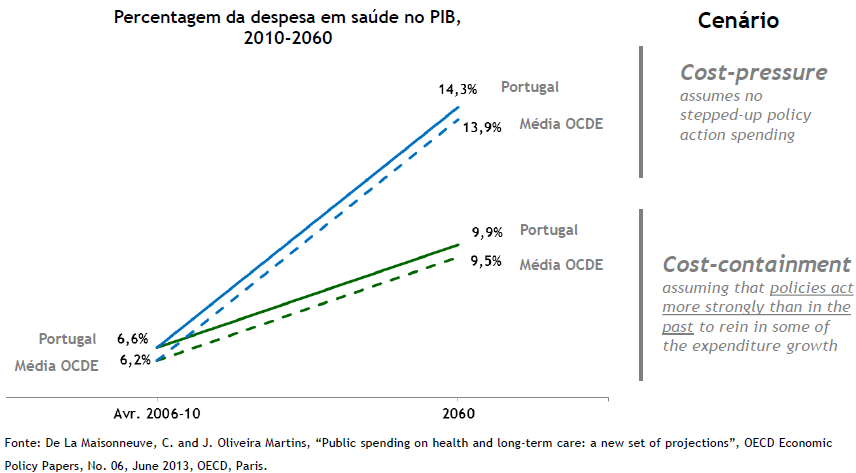 Percentagem da despesa em saúde no PIB,
2010-2060
Cenário
14,3%
Portugal
13,9%
Média OCDE
Cost-pressure
assumes no
stepped-up policy
action spending
9,9%
Portugal
9,5%
Média OCDE
Cost-containment
assuming that policies act
more strongly than in the
past to rein in some of
the expenditure growth
Portugal
6,6%
Média OCDE
6,2%
Avr. 2006-10
2060
Fonte: De La Maisonneuve, C. and J. Oliveira Martins, “Public spending on health and long-term care: a new set of projections”, OECD Economic
Policy Papers, No. 06, June 2013, OECD, Paris.